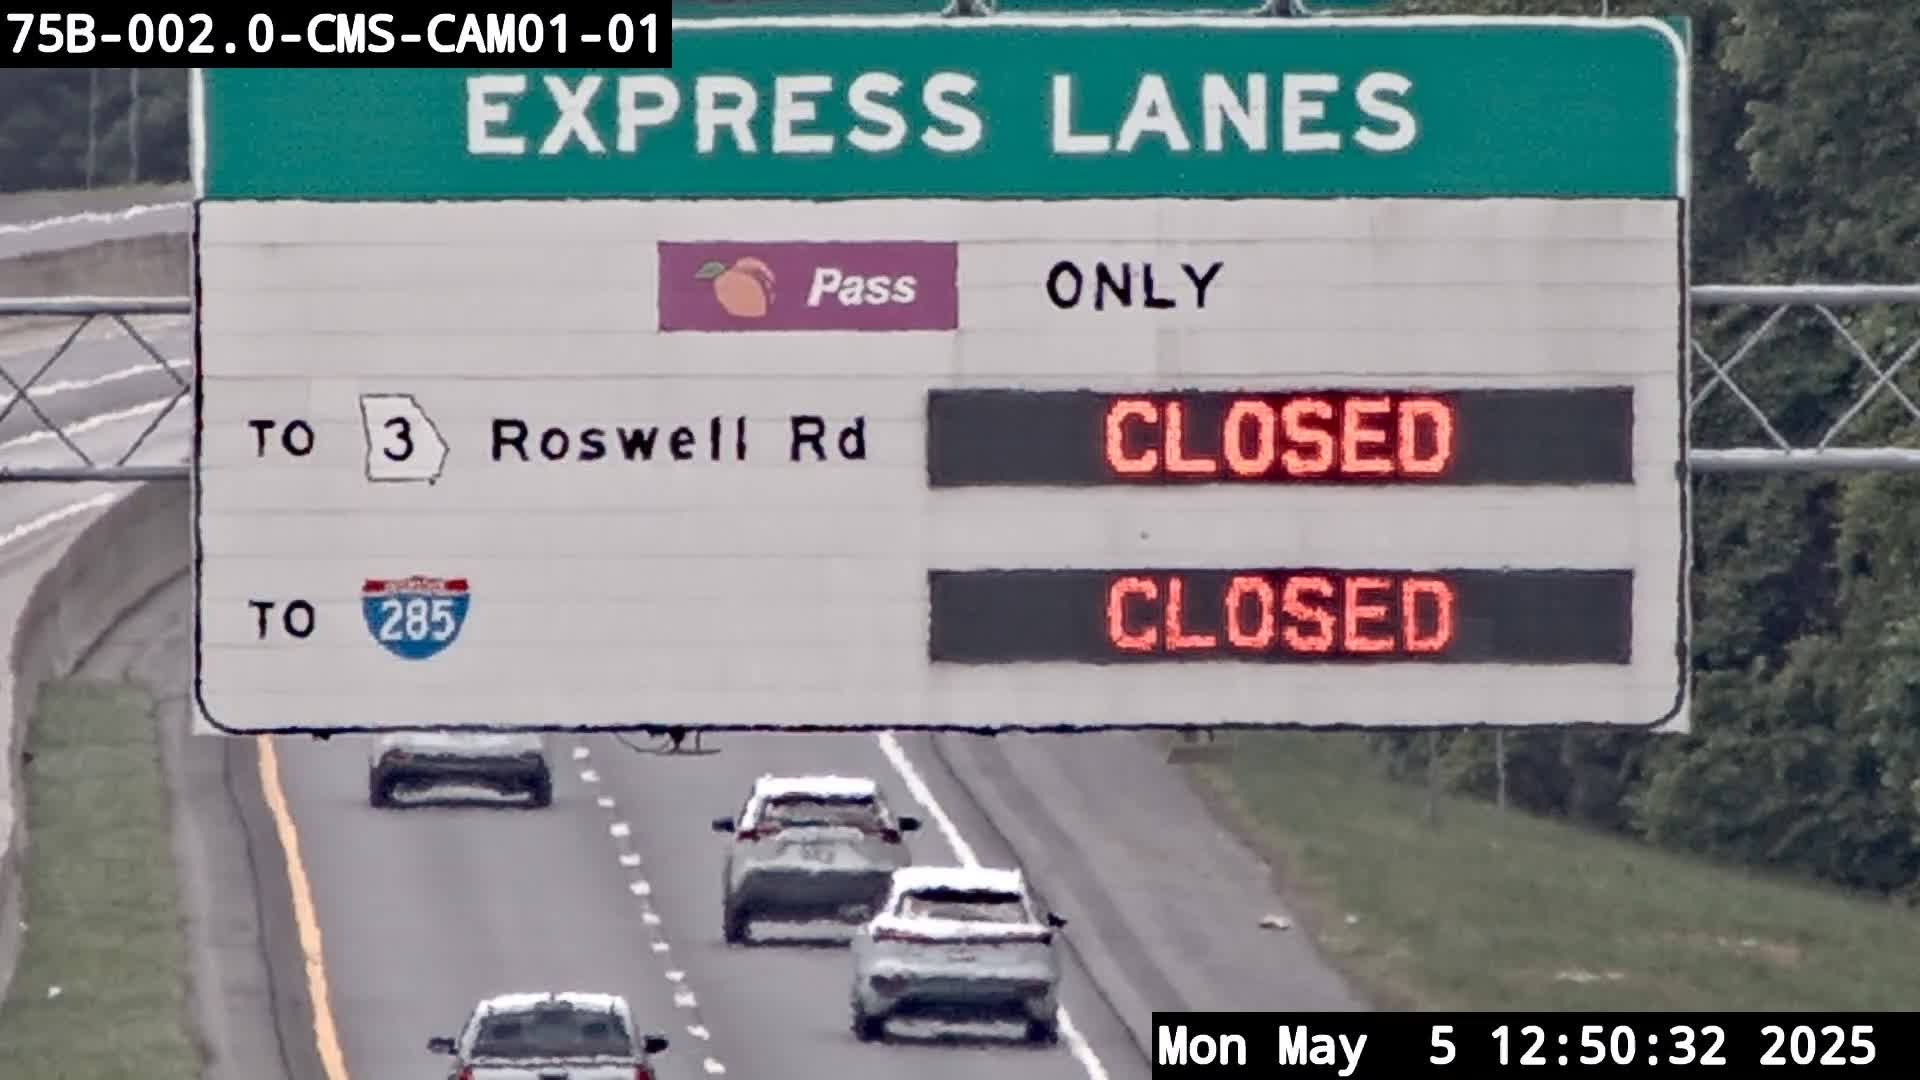 75B-002.0-CMS-CAM01-01
EXPRESS LANES
Pass ONLY
TO 3 Roswell Rd CLOSED
TO 285 CLOSED
Mon May 5 12:50:32 2025